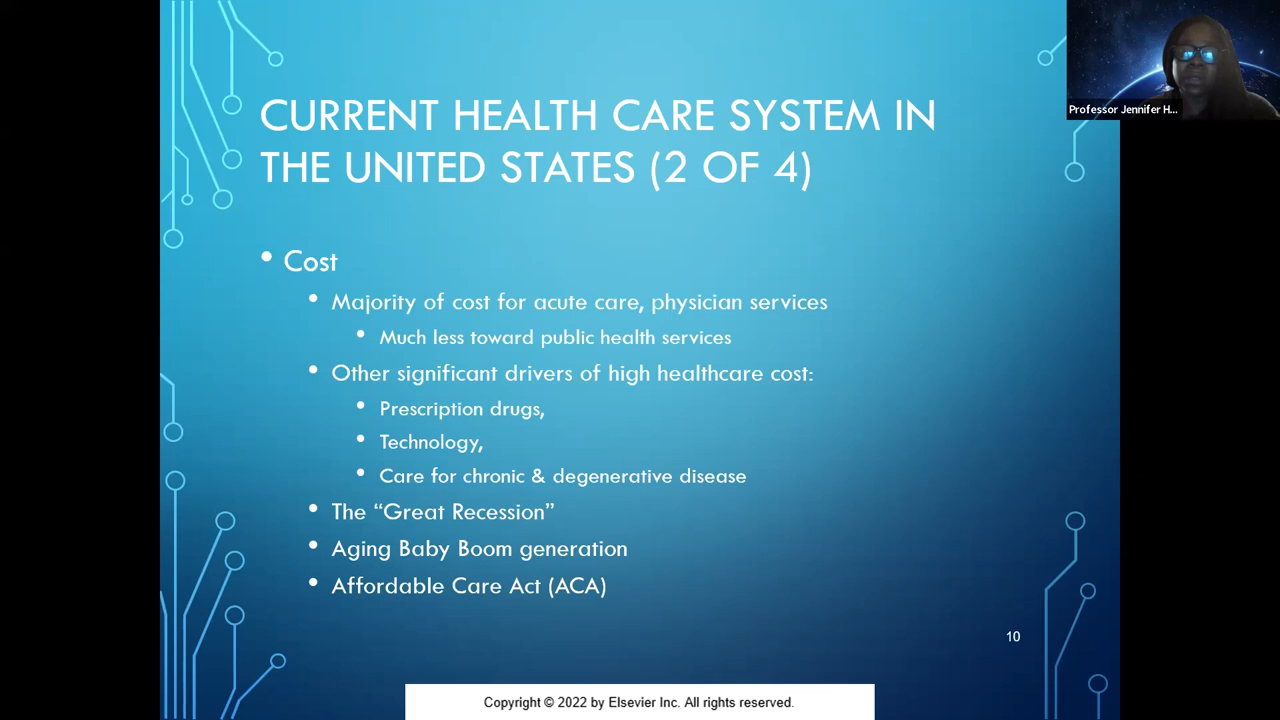 CURRENT HEALTH CARE SYSTEM IN
THE UNITED STATES (2 OF 4)
Professor Jennifer H...
• Cost
• Majority of cost for acute care, physician services
• Much less toward public health services
• Other significant drivers of high healthcare cost:
• Prescription drugs,
• Technology,
• Care for chronic & degenerative disease
• The “Great Recession”
• Aging Baby Boom generation
• Affordable Care Act (ACA)
10
Copyright © 2022 by Elsevier Inc. All rights reserved.